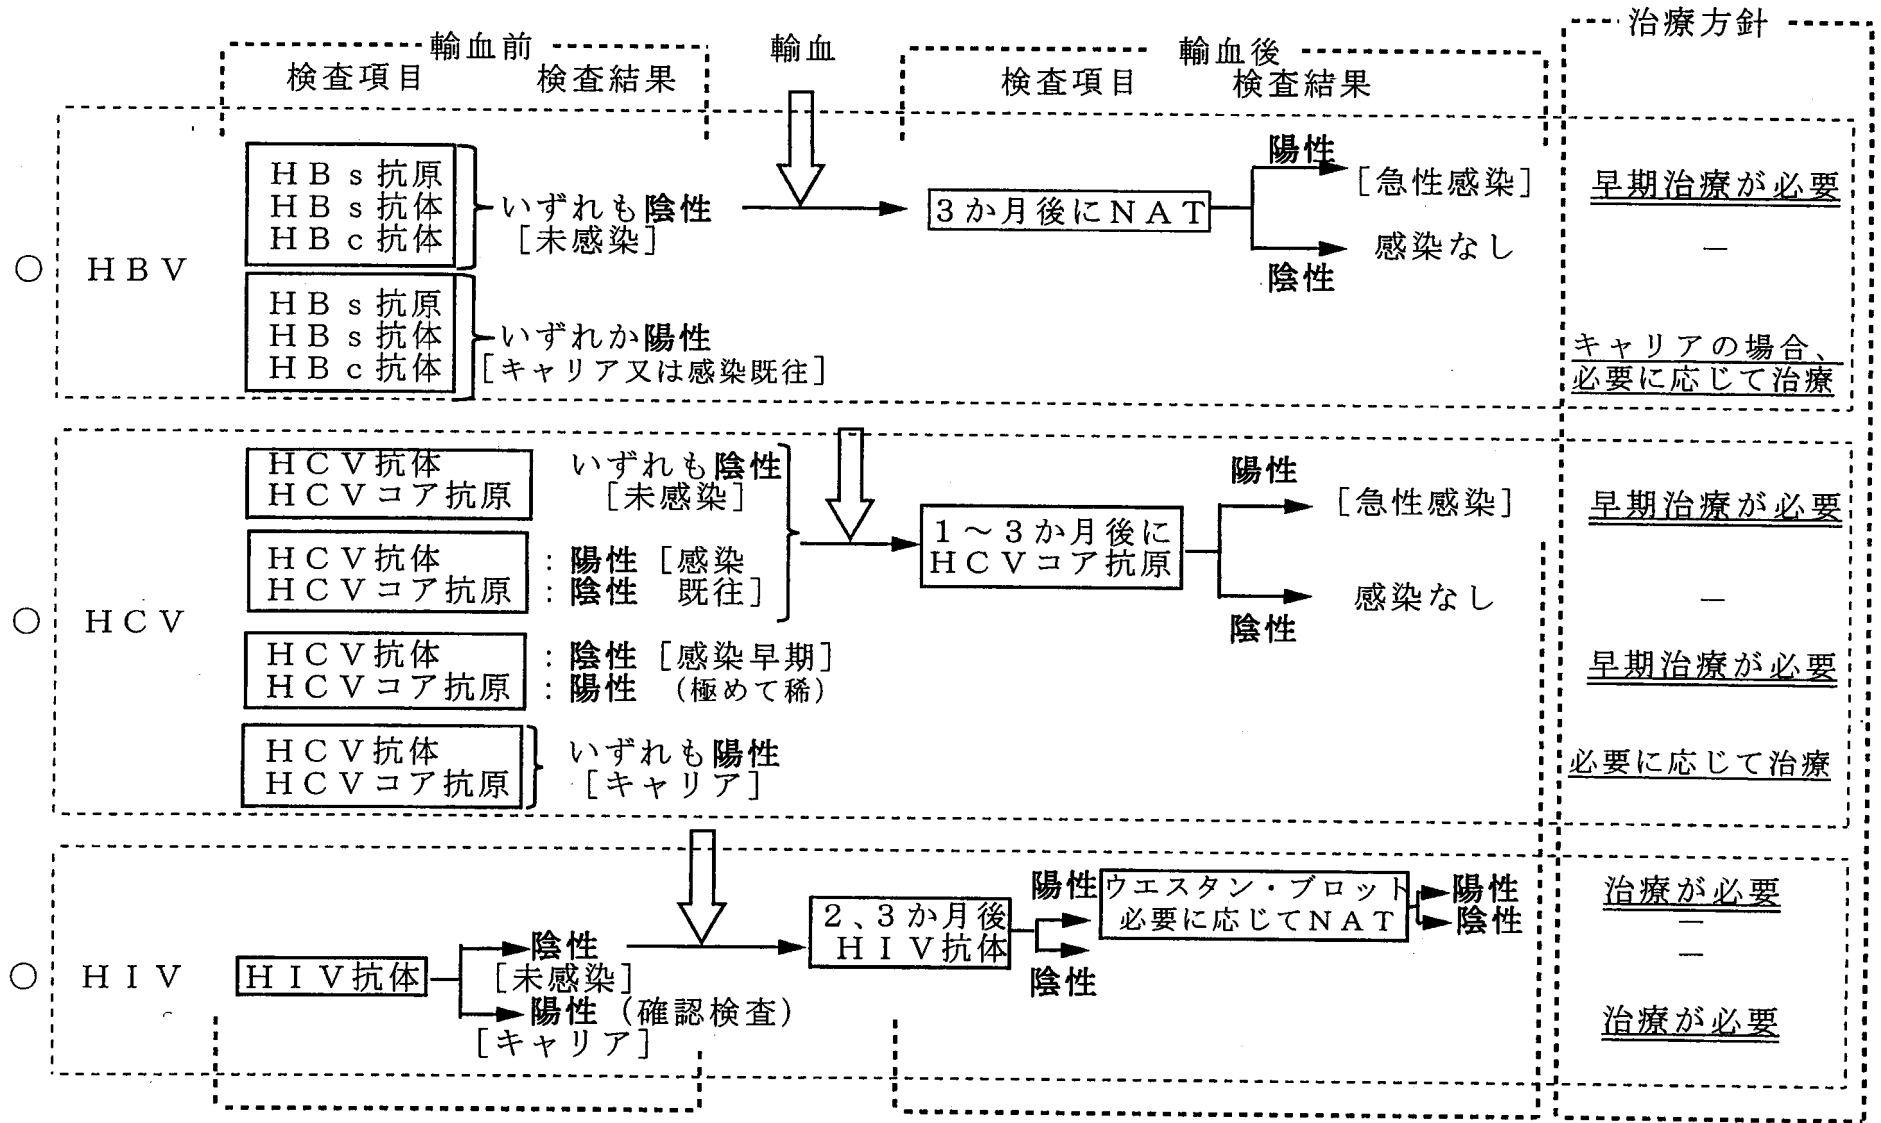 輸血前
輸血
輸血後
治療方針
検査項目
検査結果
検査項目
検査結果
○ HBV
HBs抗原
HBs抗体
HBc抗体
いずれも陰性
[未感染]
3か月後にNAT
陽性
[急性感染]
早期治療が必要
感染なし
陰性
－
HBs抗原
HBs抗体
HBc抗体
いずれか陽性
[キャリア又は感染既往]
キャリアの場合、
必要に応じて治療
○ HCV
HCV抗体
HCVコア抗原
いずれも陰性
[未感染]
HCV抗体
HCVコア抗原
：陽性［感染
：陰性 既往］
1～3か月後に
HCVコア抗原
陽性
[急性感染]
早期治療が必要
感染なし
陰性
－
HCV抗体
HCVコア抗原
：陰性［感染早期］
：陽性（極めて稀）
早期治療が必要
HCV抗体
HCVコア抗原
いずれも陽性
[キャリア]
必要に応じて治療
○ HIV
HIV抗体
陰性
[未感染]
陽性（確認検査）
[キャリア]
2、3か月後
HIV抗体
陽性
陰性
ウエスタン・ブロット
必要に応じてNAT
陽性
陰性
治療が必要
－
－
治療が必要